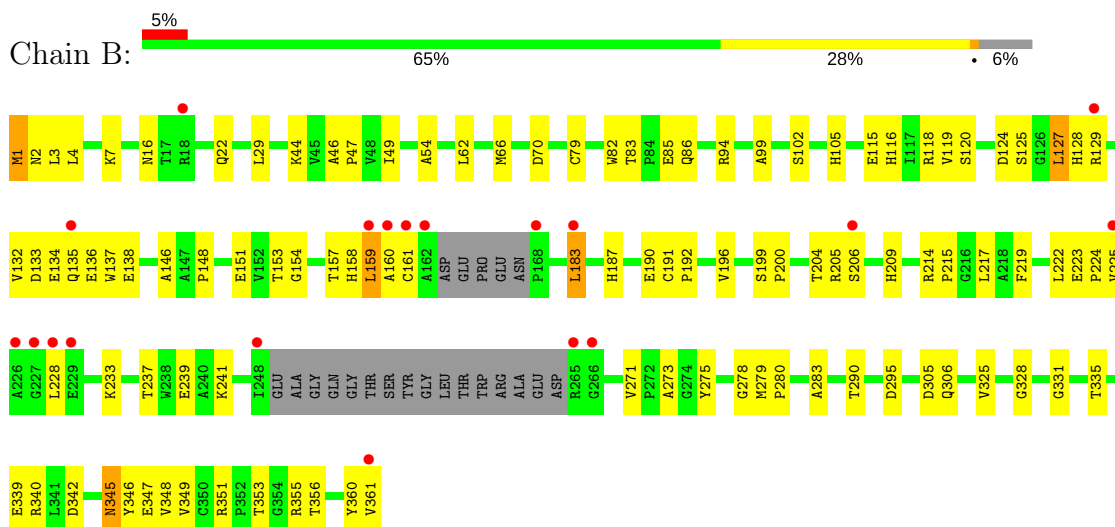 5%
Chain B:
65% 28% • 6%
M1 N2 L3 L4 K7 N16 T17 R18 Q22 L29 K44 V45 A46 P47 V48 I49 A54 L62 M66 D70 C79 W82 T83 P84 E85 Q86 R94 A99 S102 H105 E115 H116 I117 R118 V119 S120 D124 S125 G126 L127 H128 R129
V132 D133 E134 Q135 E136 W137 E138 A146 A147 P148 E151 V152 T153 G154 T157 H158 L159 A160 C161 A162 ASP GLU PRO GLU ASN P168 L183 H187 E190 C191 P192 V196 S199 P200 T204 R205 S206 H209 R214 P215 G216 L217 A218 F219 L222 E223 P224 V225
A226 G227 L228 E229 K233 T237 W238 E239 A240 K241 I248 GLU ALA GLY GLN GLY THR SER TYR GLY LEU THR TRP ARG ALA GLU ASP R265 G266 V271 P272 A273 G274 Y275 G278 M279 P280 A283 T290 D295 D305 Q306 V325 G328 G331 T335
E339 R340 L341 D342 N345 Y346 E347 V348 V349 C350 R351 P352 T353 G354 R355 T356 Y360 V361